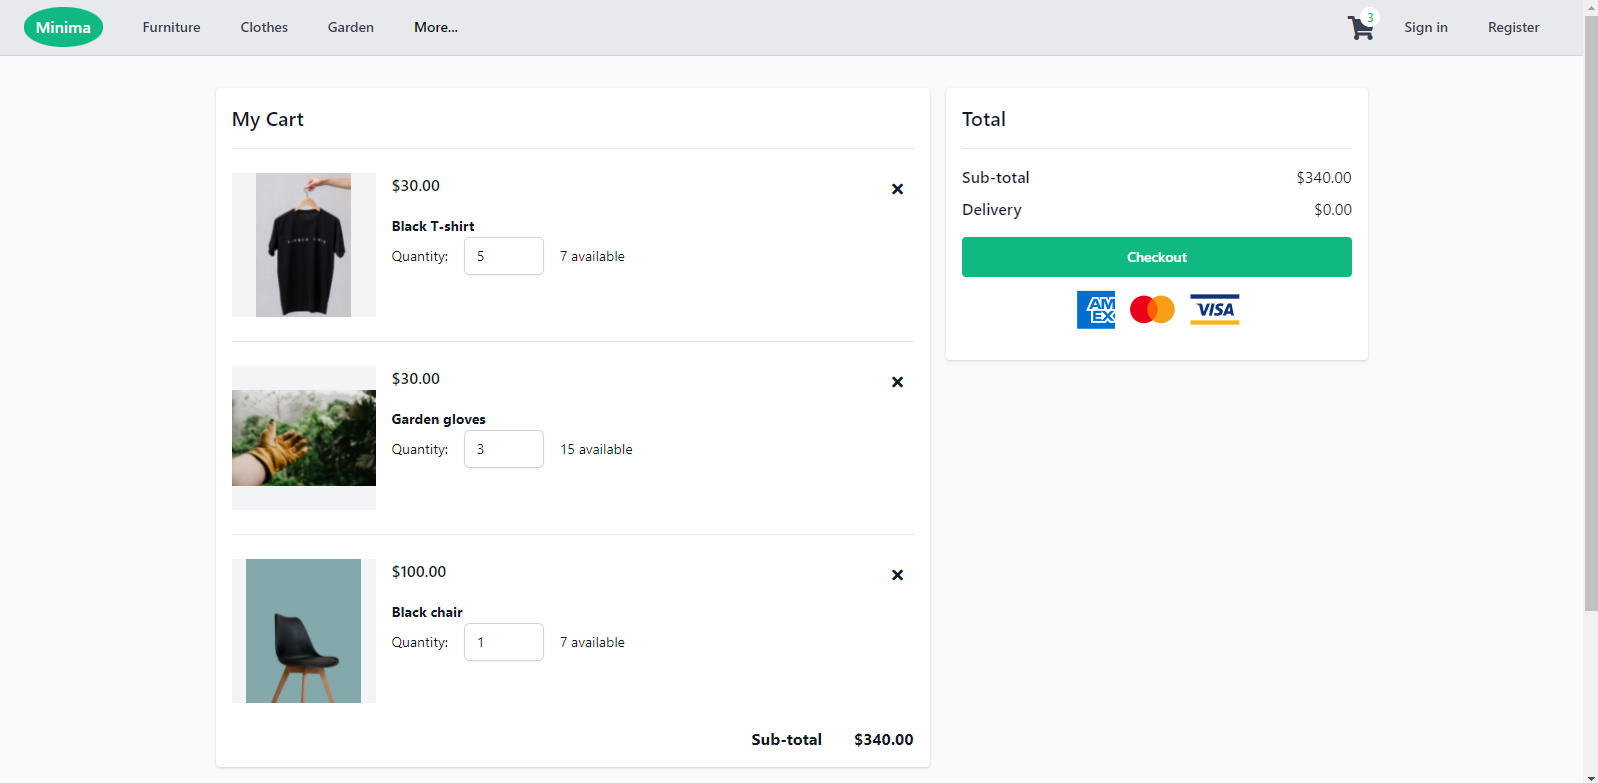 Minima
Furniture
Clothes
Garden
More...
3
Sign in
Register
My Cart
$30.00
Black T-shirt
Quantity: 5 7 available
$30.00
Garden gloves
Quantity: 3 15 available
$100.00
Black chair
Quantity: 1 7 available
Sub-total $340.00
Total
Sub-total $340.00
Delivery $0.00
Checkout
AM
EX
VISA